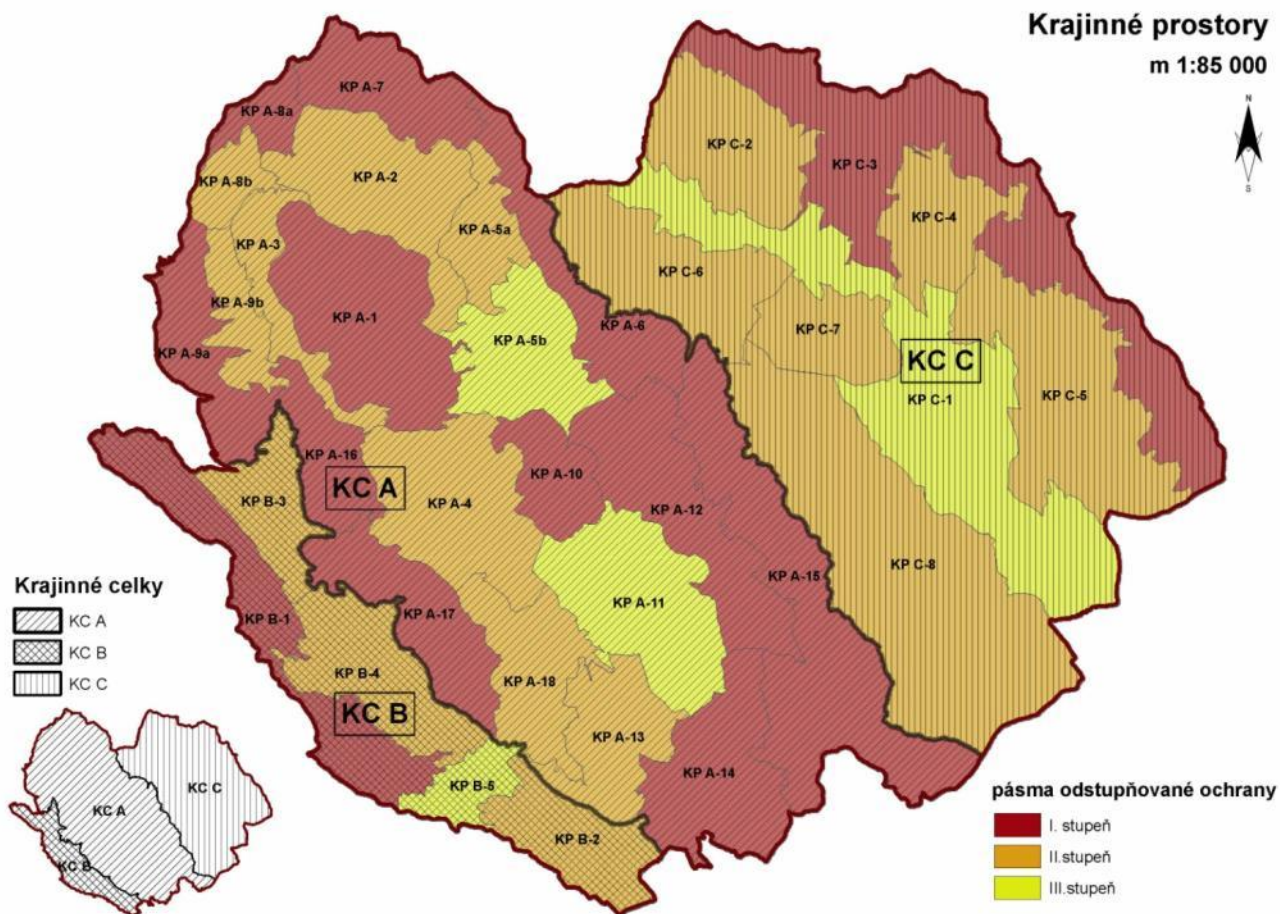 Krajinné prostory
m 1:85 000
N
S
KP A-7
KP A-8a
KP C-2
KP C-3
KP A-8b
KP A-2
KP C-4
KP A-3
KP A-5a
KP C-6
KP A-9b
KP A-1
KP A-6
KP C-7
KP A-5b
KP A-9a
KC C
KP C-1
KP C-5
KP A-16
KP A-10
KP B-3
KC A
KP A-4
KP A-12
KP C-8
KP A-15
Krajinné celky
KC A
KC B
KC C
KP A-11
KP B-1
KP A-17
KP B-4
KP A-18
KC B
KP A-13
KP A-14
KP B-5
KP B-2
KC C
KC A
KC B
pásma odstupňované ochrany
I. stupeň
II.stupeň
III.stupeň